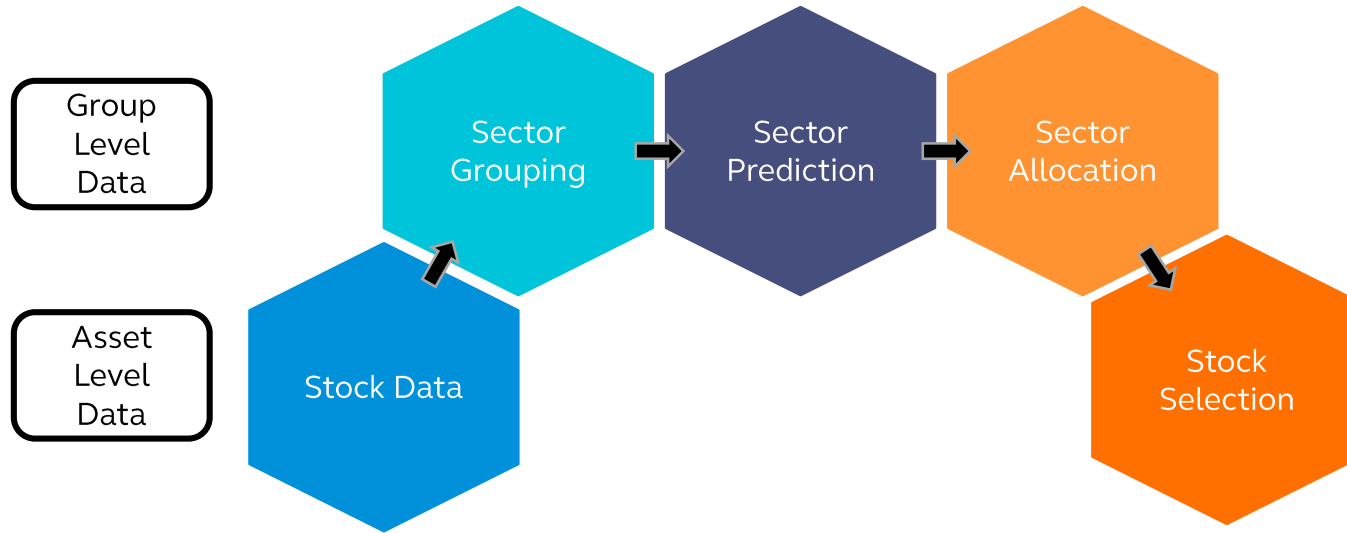 Group
Level
Data
Sector
Grouping
Sector
Prediction
Sector
Allocation
Asset
Level
Data
Stock Data
Stock
Selection